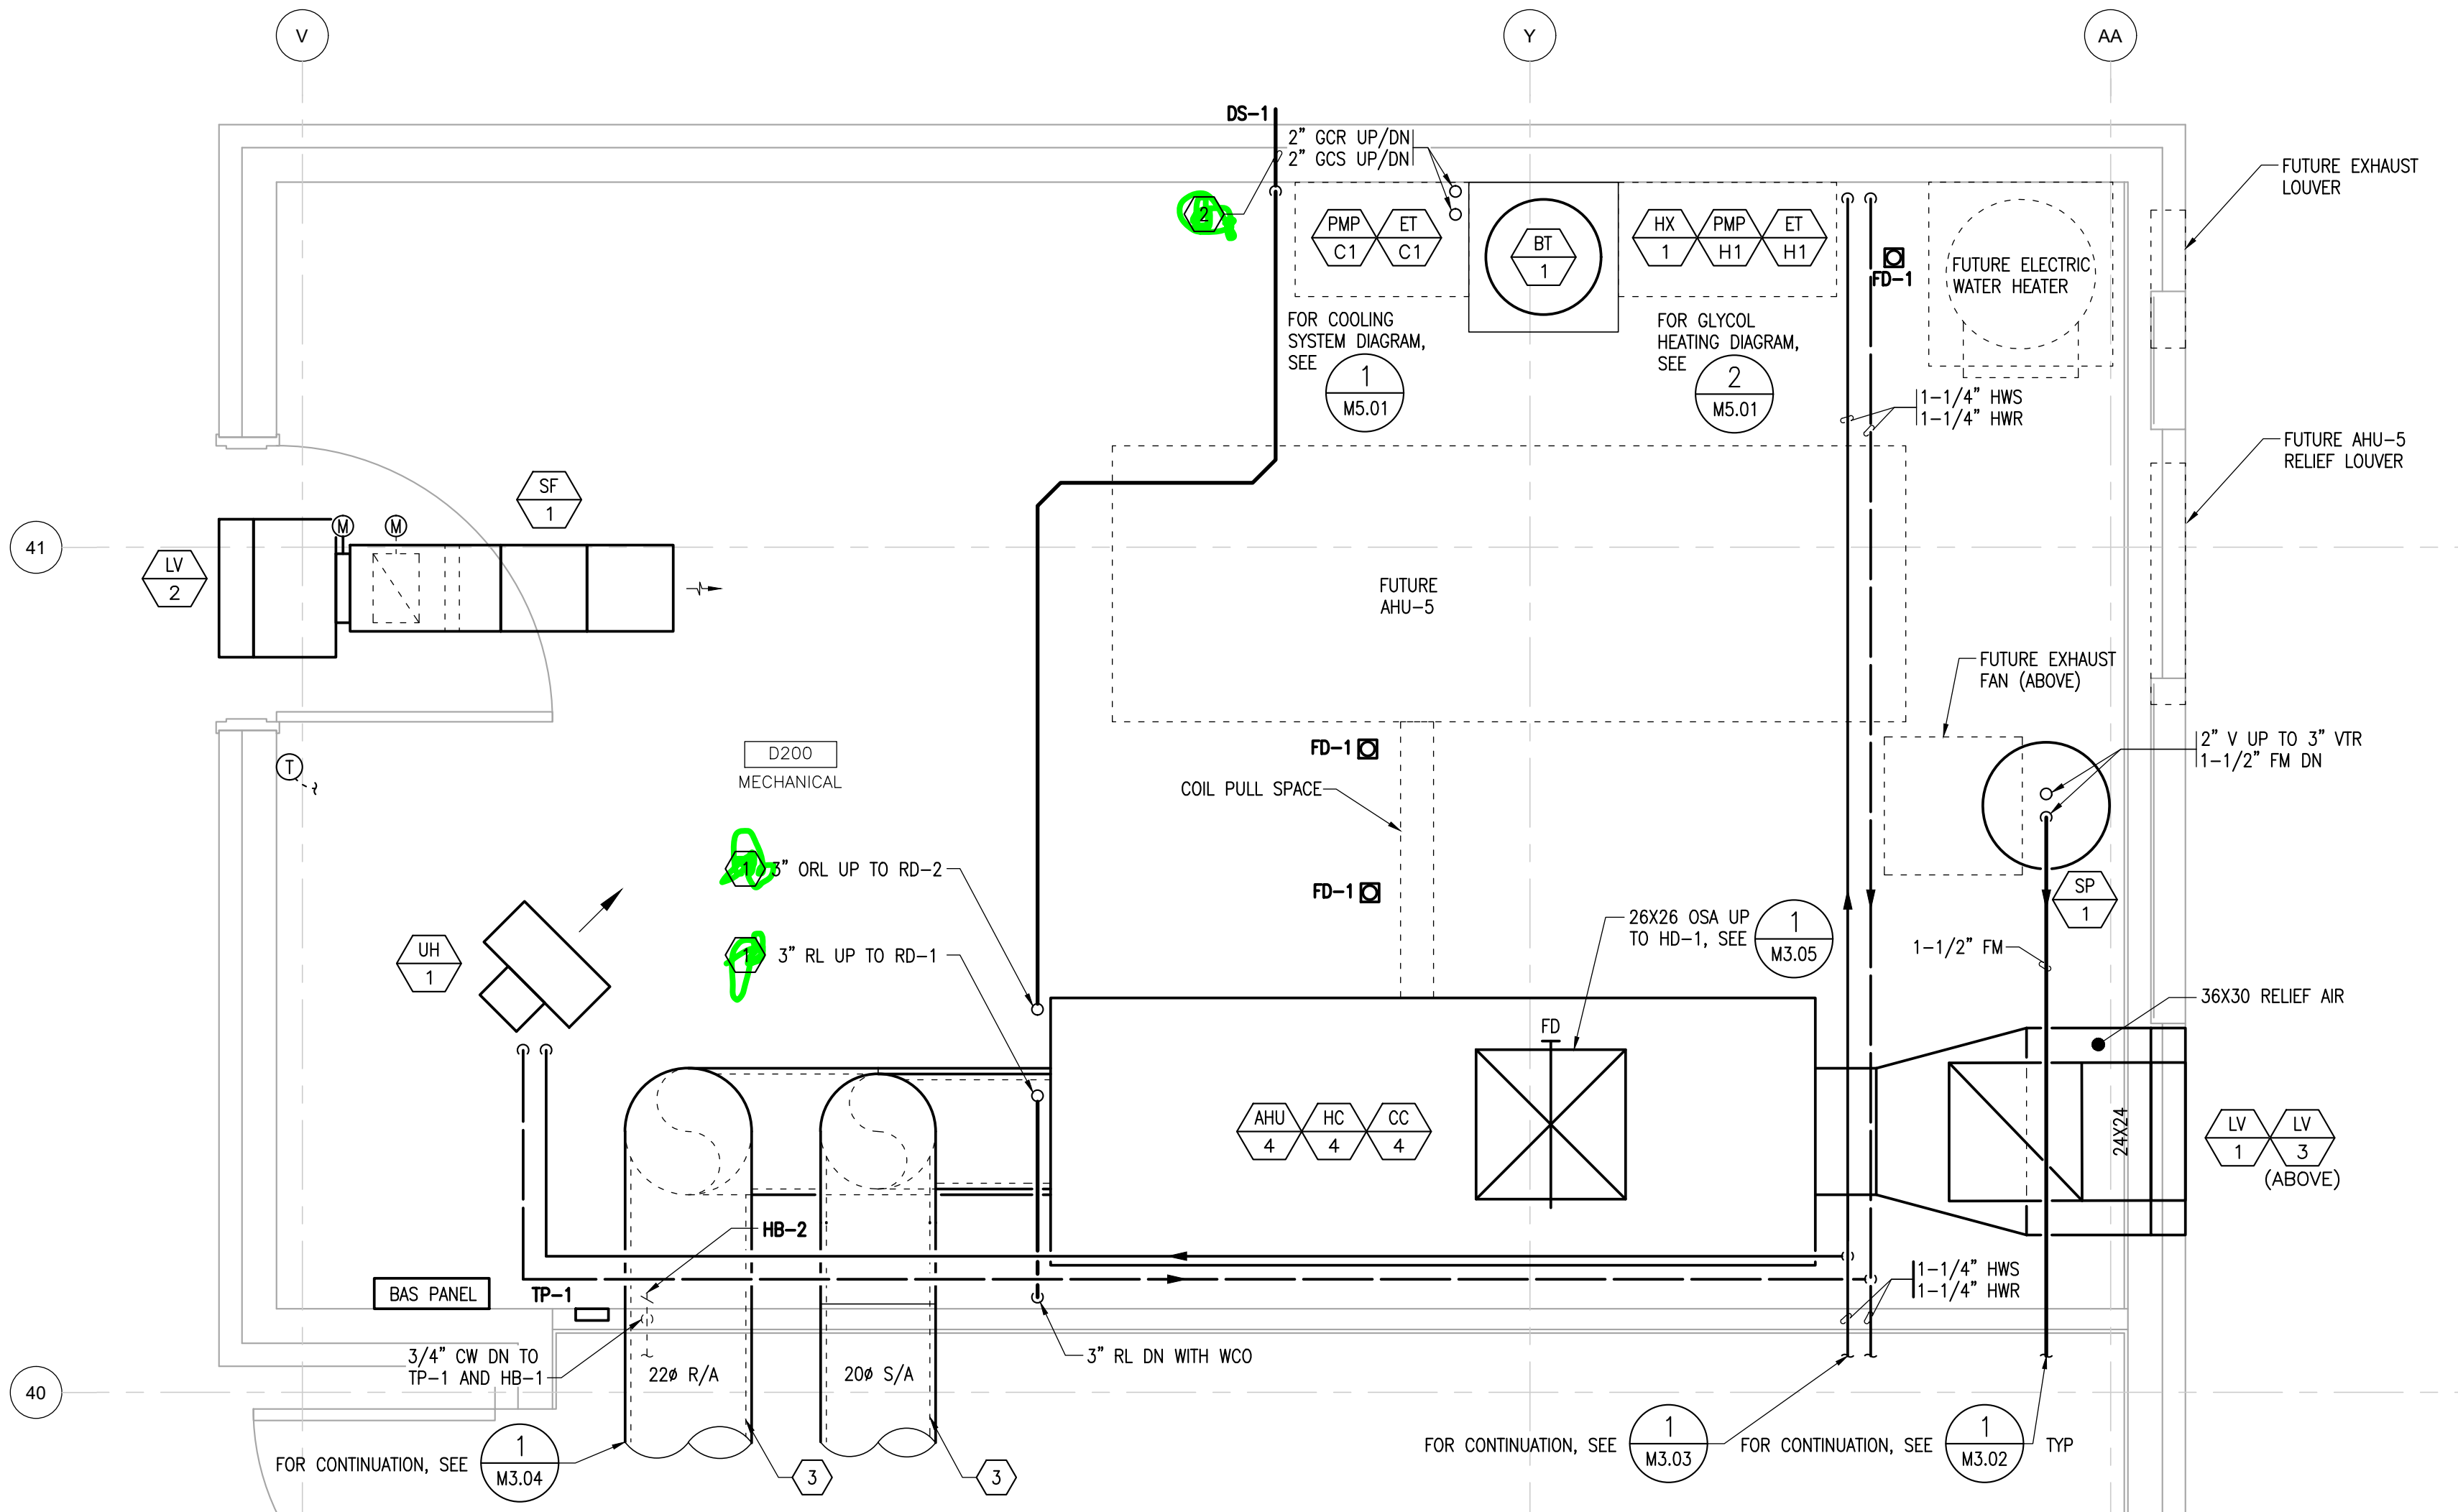 V
Y
AA
DS-1
2" GCR UP/DN
2" GCS UP/DN
FUTURE EXHAUST
LOUVER
2
PMP
C1
ET
C1
BT
1
HX
1
PMP
H1
ET
H1
FD-1
FUTURE ELECTRIC
WATER HEATER
FOR COOLING
SYSTEM DIAGRAM,
SEE
1
M5.01
FOR GLYCOL
HEATING DIAGRAM,
SEE
2
M5.01
1-1/4" HWS
1-1/4" HWR
FUTURE AHU-5
RELIEF LOUVER
SF
1
M
M
41
LV
2
FUTURE
AHU-5
FUTURE EXHAUST
FAN (ABOVE)
D200
MECHANICAL
T
FD-1
COIL PULL SPACE
2" V UP TO 3" VTR
1-1/2" FM DN
1
3" ORL UP TO RD-2
FD-1
SP
1
26X26 OSA UP
TO HD-1, SEE
1
M3.05
1
3" RL UP TO RD-1
UH
1
1-1/2" FM
36X30 RELIEF AIR
FD
AHU
4
HC
4
CC
4
24X24
LV
1
LV
3
(ABOVE)
HB-2
BAS PANEL
TP-1
1-1/4" HWS
1-1/4" HWR
3/4" CW DN TO
TP-1 AND HB-1
22ø R/A
20ø S/A
3" RL DN WITH WCO
40
FOR CONTINUATION, SEE
1
M3.04
3
3
FOR CONTINUATION, SEE
1
M3.03
FOR CONTINUATION, SEE
1
M3.02
TYP